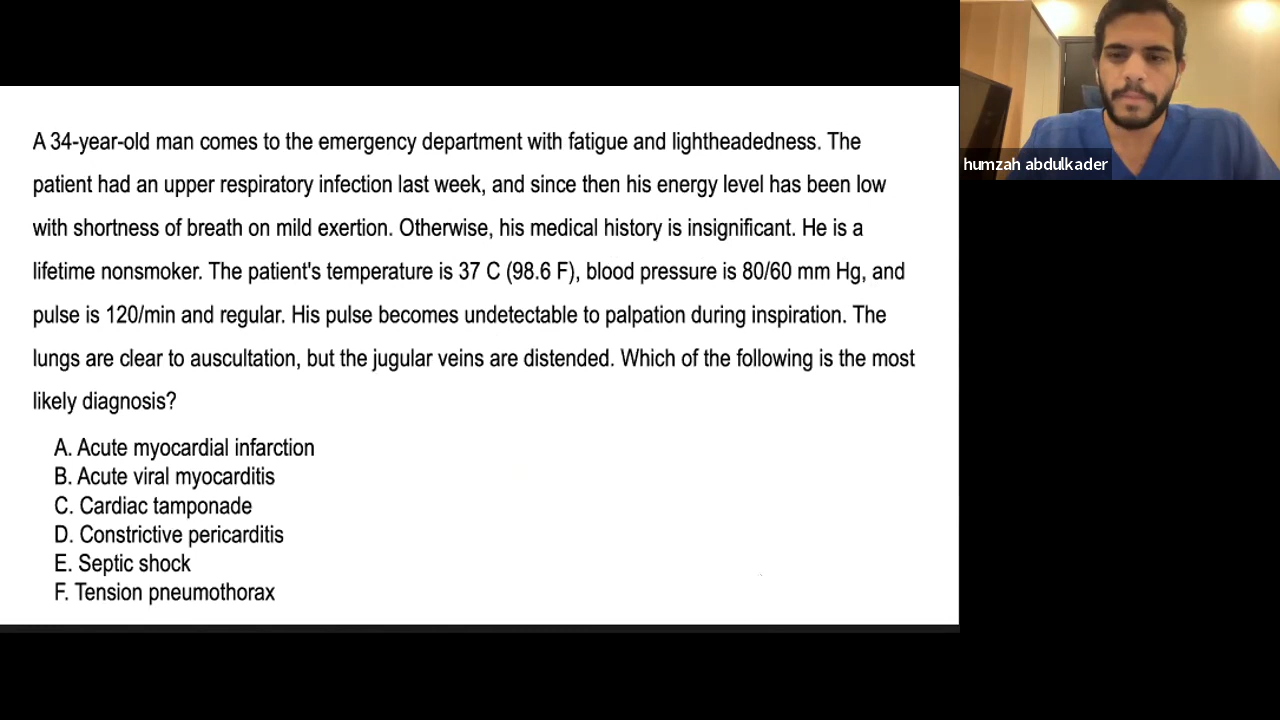 A 34-year-old man comes to the emergency department with fatigue and lightheadedness. The
patient had an upper respiratory infection last week, and since then his energy level has been low
with shortness of breath on mild exertion. Otherwise, his medical history is insignificant. He is a
lifetime nonsmoker. The patient's temperature is 37 C (98.6 F), blood pressure is 80/60 mm Hg, and
pulse is 120/min and regular. His pulse becomes undetectable to palpation during inspiration. The
lungs are clear to auscultation, but the jugular veins are distended. Which of the following is the most
likely diagnosis?
A. Acute myocardial infarction
B. Acute viral myocarditis
C. Cardiac tamponade
D. Constrictive pericarditis
E. Septic shock
F. Tension pneumothorax
humzah abdulkader